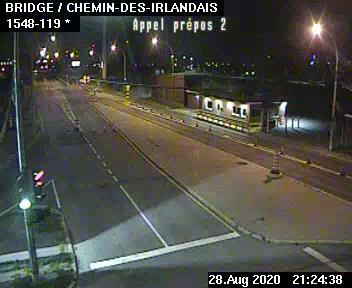 BRIDGE / CHEMIN-DES-IRLANDAIS
1548-119 *
Appel prépos 2
28.Aug 2020 21:24:38